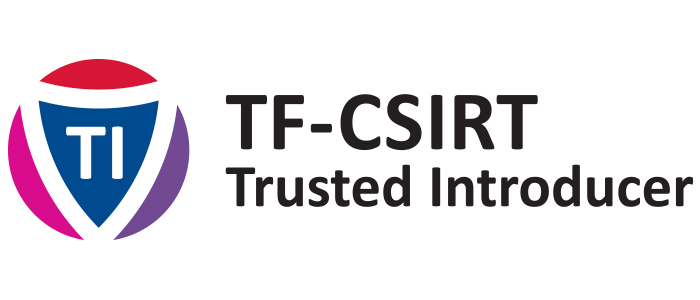 TI
TF-CSIRT
Trusted Introducer